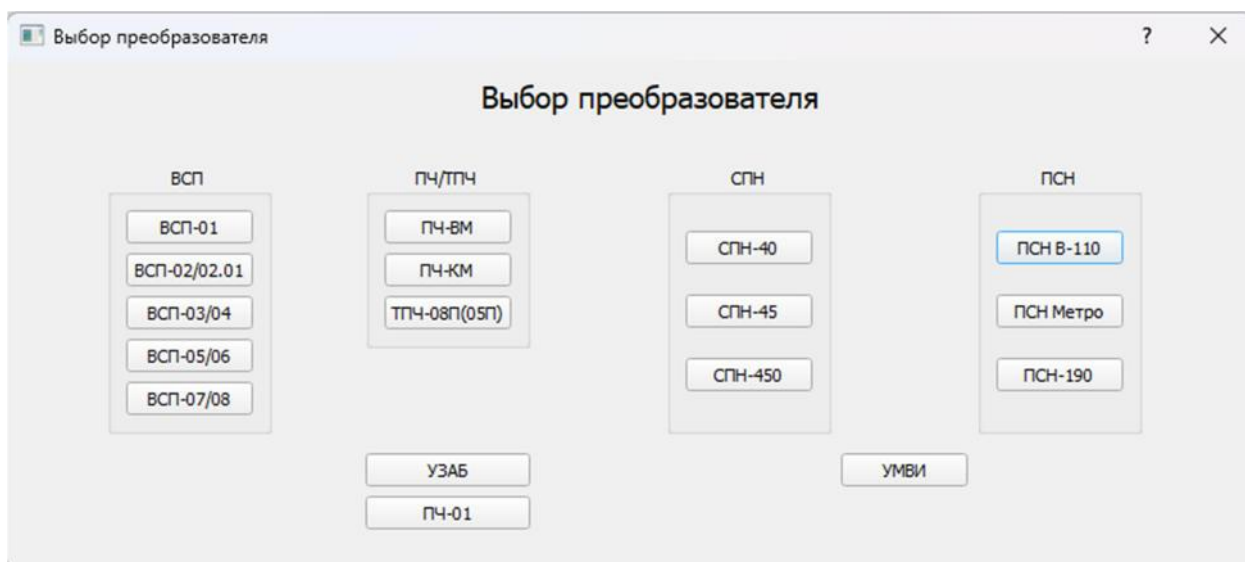 Выбор преобразователя
?
Выбор преобразователя
ВСП
ВСП-01
ВСП-02/02.01
ВСП-03/04
ВСП-05/06
ВСП-07/08
ПЧ/ТПЧ
ПЧ-ВМ
ПЧ-КМ
ТПЧ-08П(05П)
СПН
СПН-40
СПН-45
СПН-450
ПСН
ПСН В-110
ПСН Метро
ПСН-190
УЗАБ
ПЧ-01
УМВИ